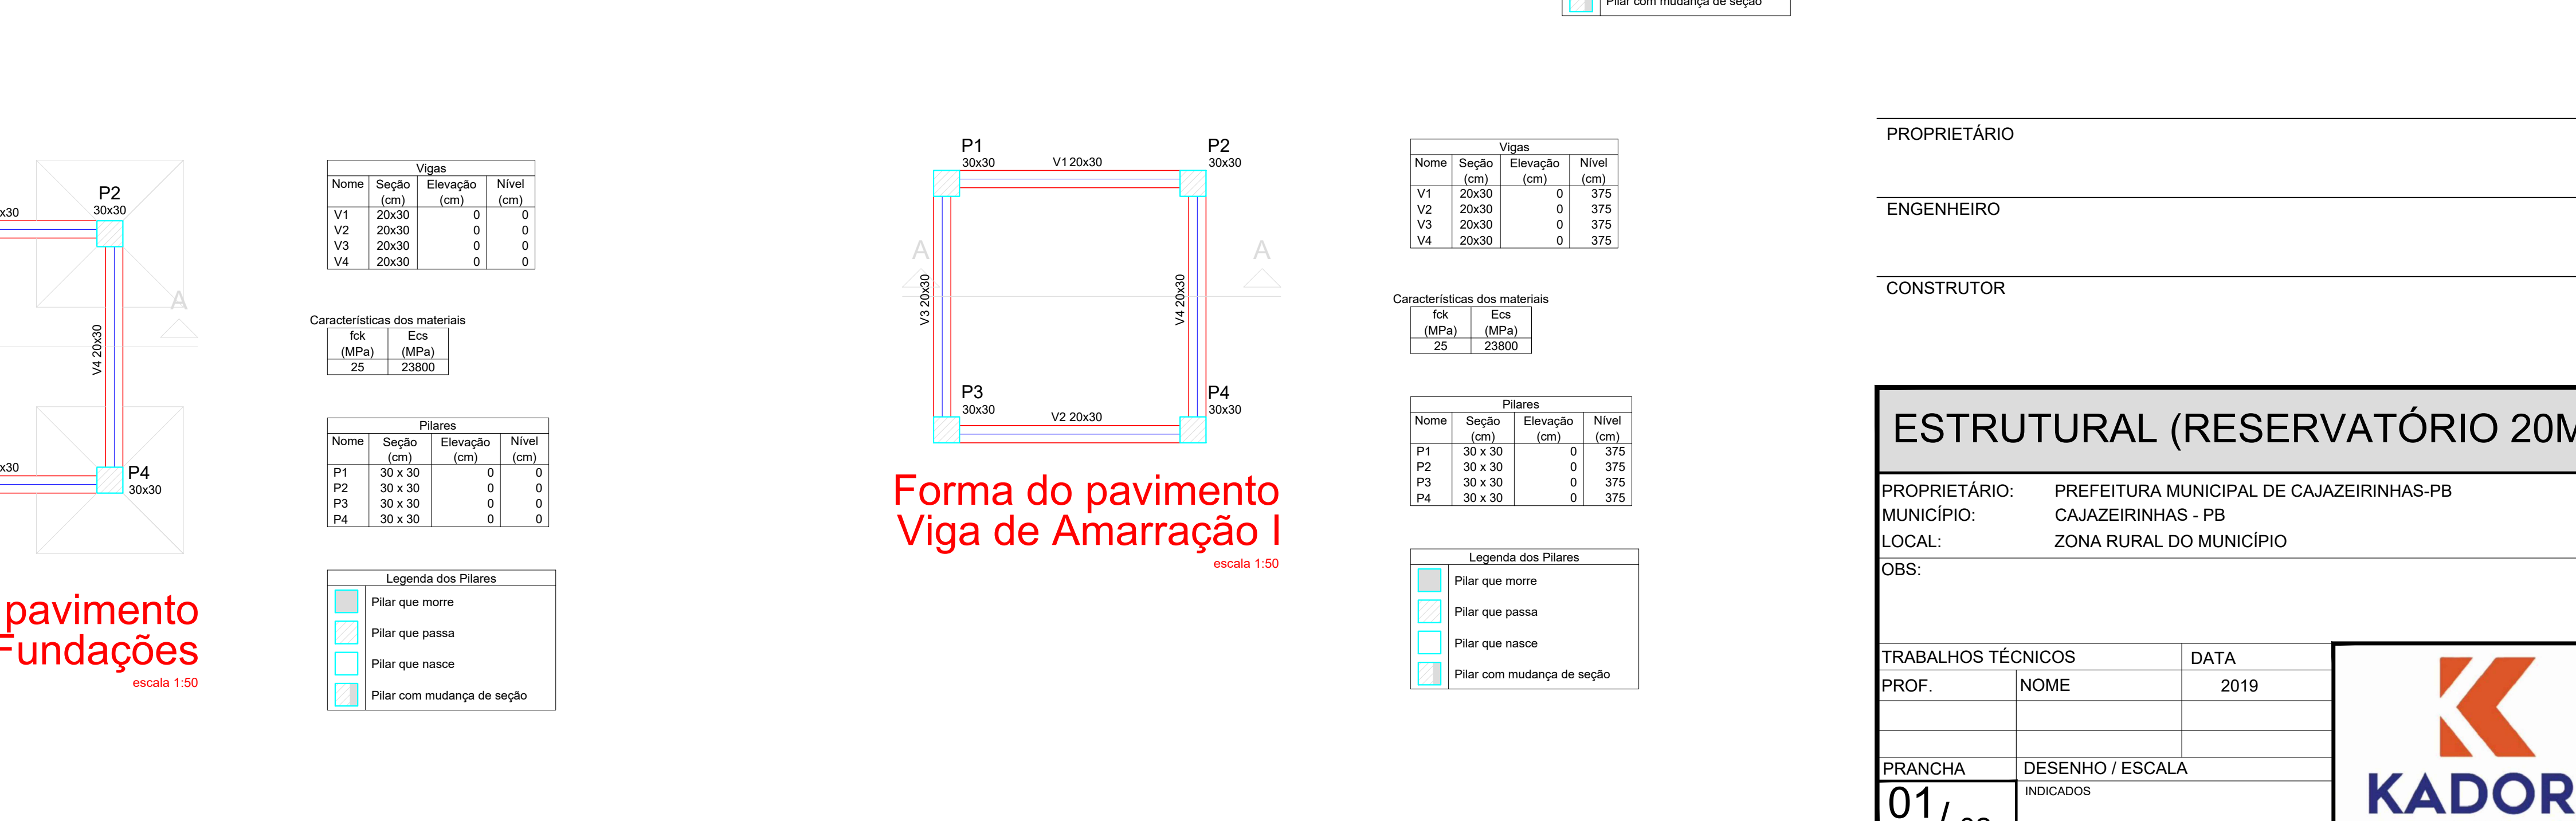 Pilar com mudança de seção
x30
P2
30x30
A
V4 20x30
x30
P4
30x30
pavimento
Fundações
escala 1:50
Vigas
Nome Seção (cm) Elevação (cm) Nível (cm)
V1 20x30 0 0
V2 20x30 0 0
V3 20x30 0 0
V4 20x30 0 0
Características dos materiais
fck (MPa) Ecs (MPa)
25 23800
Pilares
Nome Seção (cm) Elevação (cm) Nível (cm)
P1 30 x 30 0 0
P2 30 x 30 0 0
P3 30 x 30 0 0
P4 30 x 30 0 0
Legenda dos Pilares
Pilar que morre
Pilar que passa
Pilar que nasce
Pilar com mudança de seção
P1
30x30
V1 20x30
P2
30x30
A
A
V3 20x30
V4 20x30
P3
30x30
V2 20x30
P4
30x30
Forma do pavimento
Viga de Amarração I
escala 1:50
Vigas
Nome Seção (cm) Elevação (cm) Nível (cm)
V1 20x30 0 375
V2 20x30 0 375
V3 20x30 0 375
V4 20x30 0 375
Características dos materiais
fck (MPa) Ecs (MPa)
25 23800
Pilares
Nome Seção (cm) Elevação (cm) Nível (cm)
P1 30 x 30 0 375
P2 30 x 30 0 375
P3 30 x 30 0 375
P4 30 x 30 0 375
Legenda dos Pilares
Pilar que morre
Pilar que passa
Pilar que nasce
Pilar com mudança de seção
PROPRIETÁRIO
ENGENHEIRO
CONSTRUTOR
ESTRUTURAL (RESERVATÓRIO 20M
PROPRIETÁRIO: PREFEITURA MUNICIPAL DE CAJAZEIRINHAS-PB
MUNICÍPIO: CAJAZEIRINHAS - PB
LOCAL: ZONA RURAL DO MUNICÍPIO
OBS:
TRABALHOS TÉCNICOS DATA
PROF. NOME 2019
PRANCHA DESENHO / ESCALA
01/
INDICADOS
KADOR